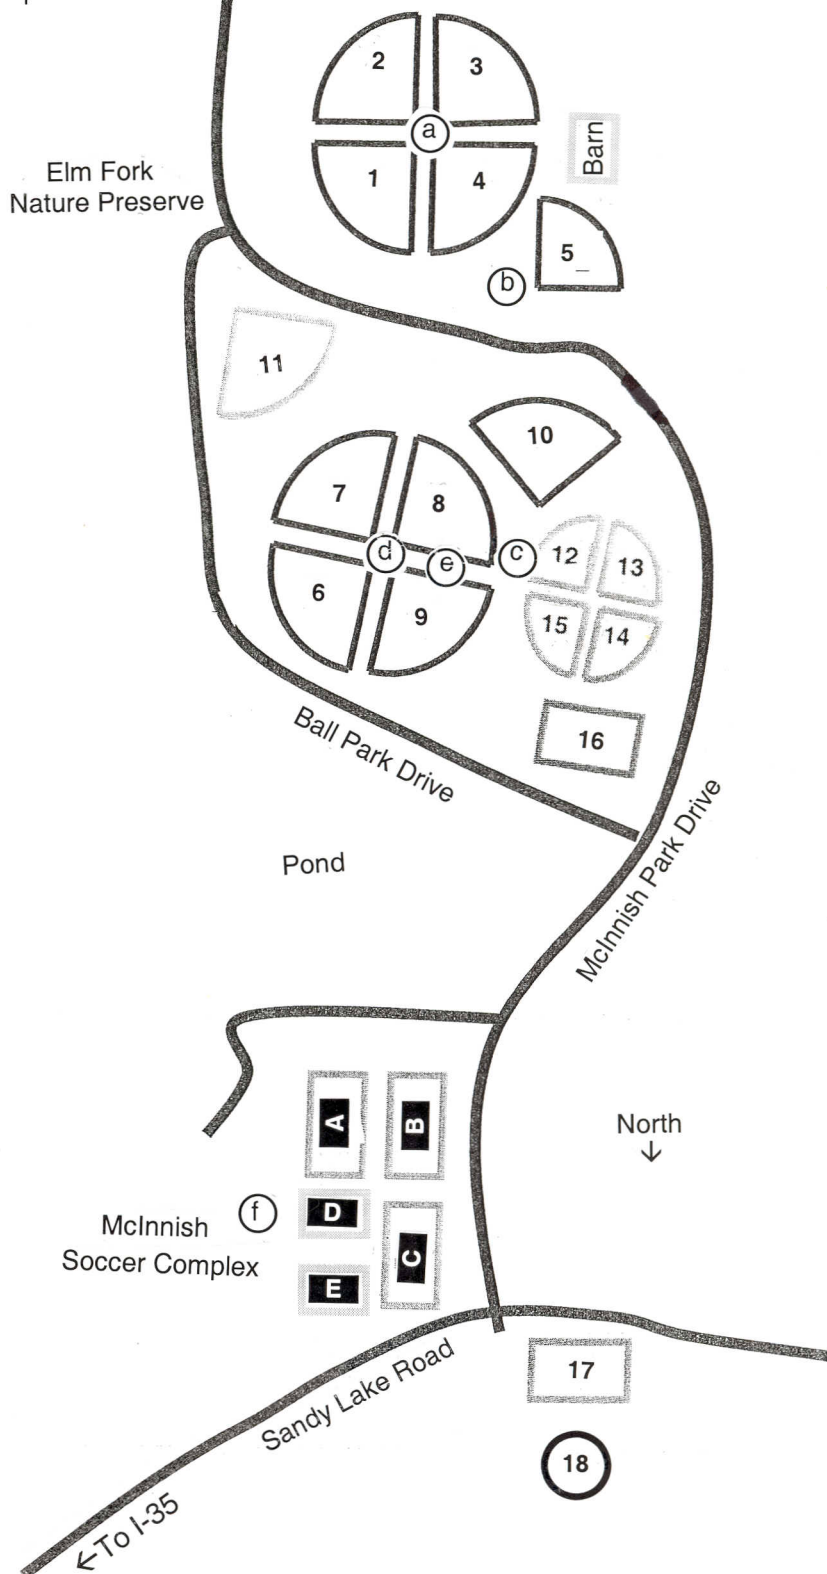 2
3
a
Barn
1
4
Elm Fork
Nature Preserve
5
b
11
10
7
8
c
12
13
d
e
6
9
15
14
16
Ball Park Drive
McInnish Park Drive
Pond
A
B
North
↓
f
D
McInnish
Soccer Complex
C
E
17
Sandy Lake Road
18
←To I-35